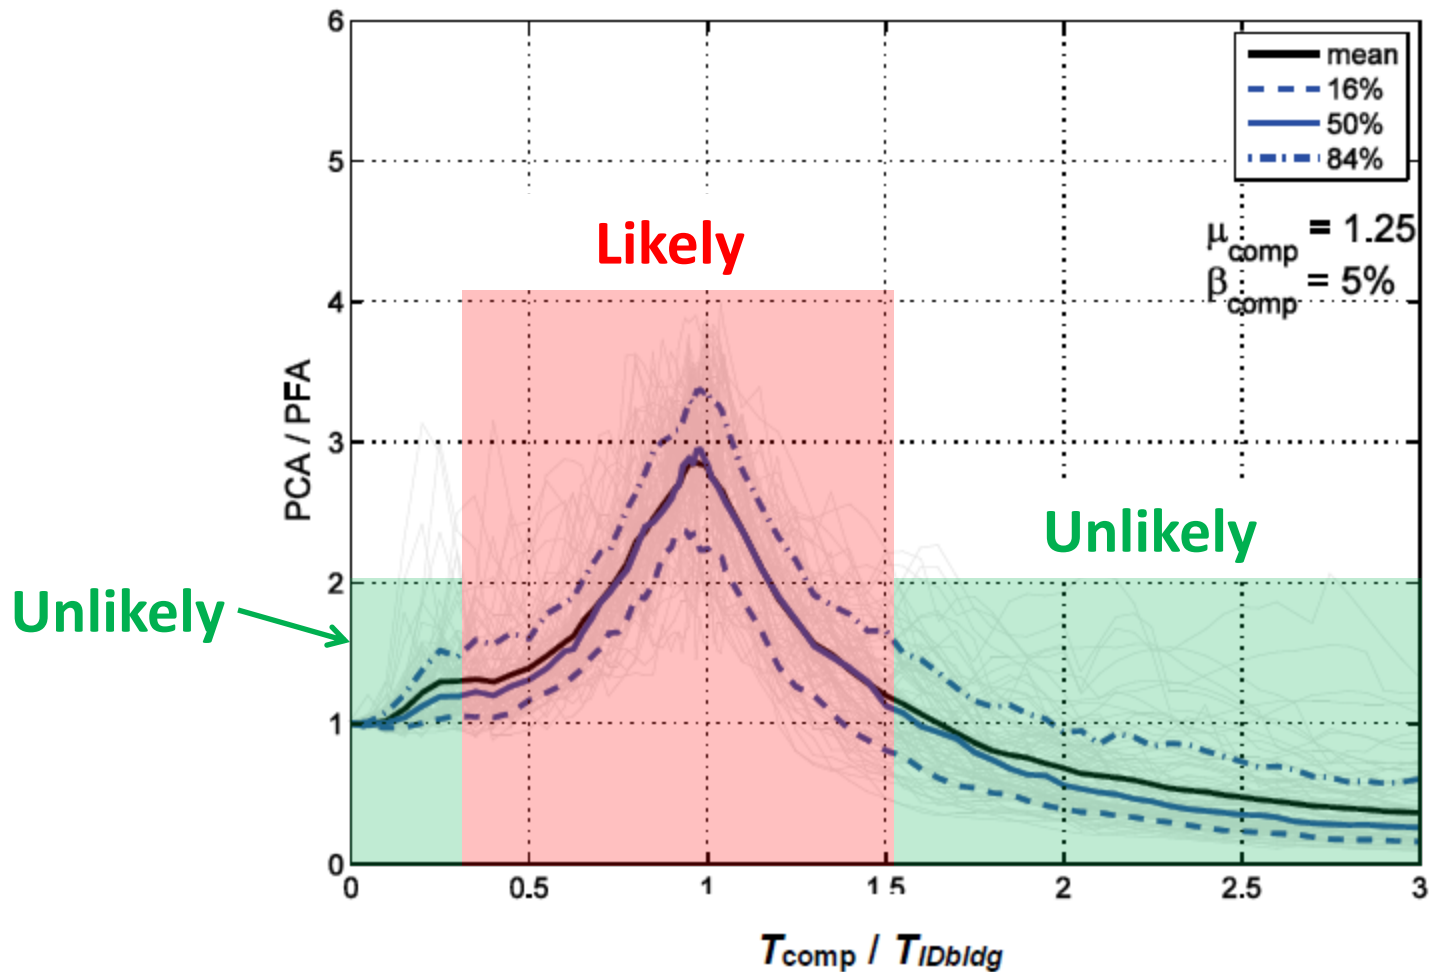 6
5
4
3
2
1
0
PCA / PFA
mean
16%
50%
84%
μcomp = 1.25
βcomp = 5%
Likely
Unlikely
Unlikely
0
0.5
1
1.5
2
2.5
3
Tcomp / TIDbldg